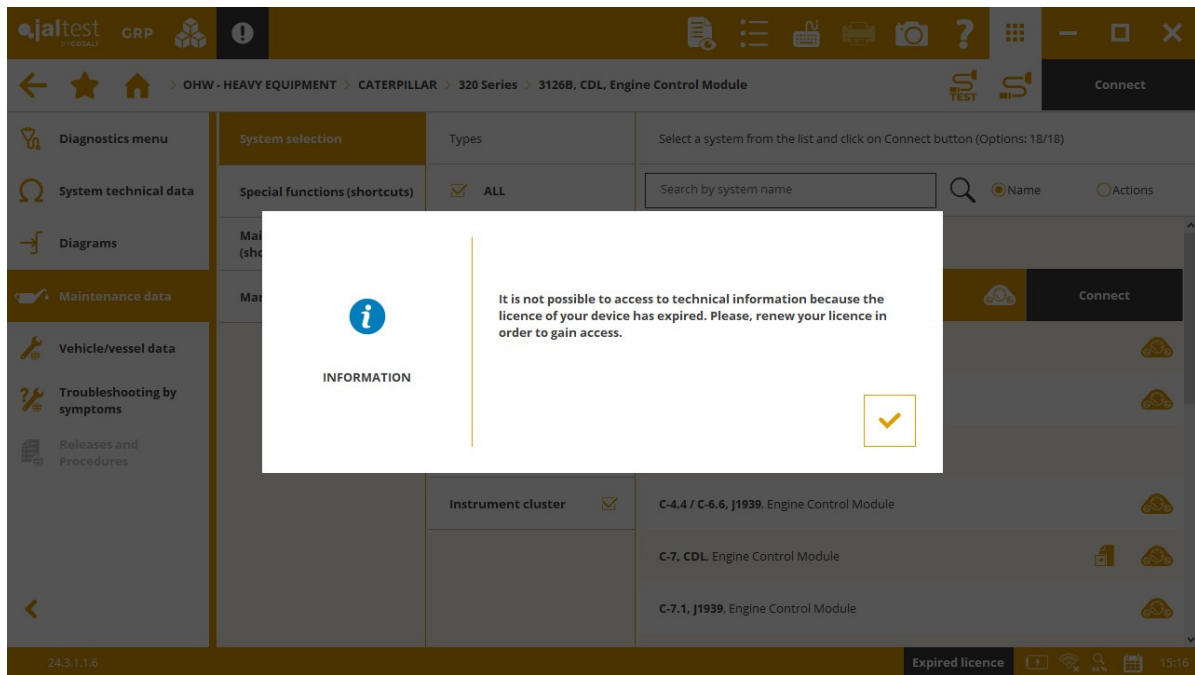 jaltest GRP
BY COJALI
?
> OHW - HEAVY EQUIPMENT > CATERPILLAR > 320 Series > 3126B, CDL, Engine Control Module
TEST
Connect
Diagnostics menu
System technical data
Diagrams
Maintenance data
Vehicle/vessel data
Troubleshooting by
symptoms
Releases and
Procedures
System selection
Special functions (shortcuts)
Types
ALL
Instrument cluster
Select a system from the list and click on Connect button (Options: 18/18)
Search by system name
Name
Actions
Connect
INFORMATION
It is not possible to access to technical information because the
licence of your device has expired. Please, renew your licence in
order to gain access.
C-4.4 / C-6.6, J1939, Engine Control Module
C-7, CDL, Engine Control Module
C-7.1, J1939, Engine Control Module
24.3.1.1.6
Expired licence
15:16